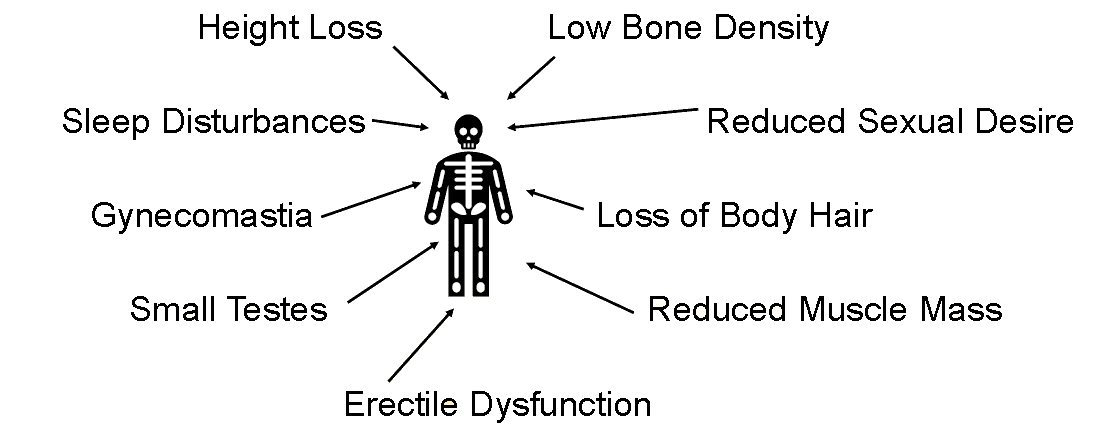 Height Loss
Low Bone Density
Sleep Disturbances
Reduced Sexual Desire
Gynecomastia
Loss of Body Hair
Small Testes
Reduced Muscle Mass
Erectile Dysfunction